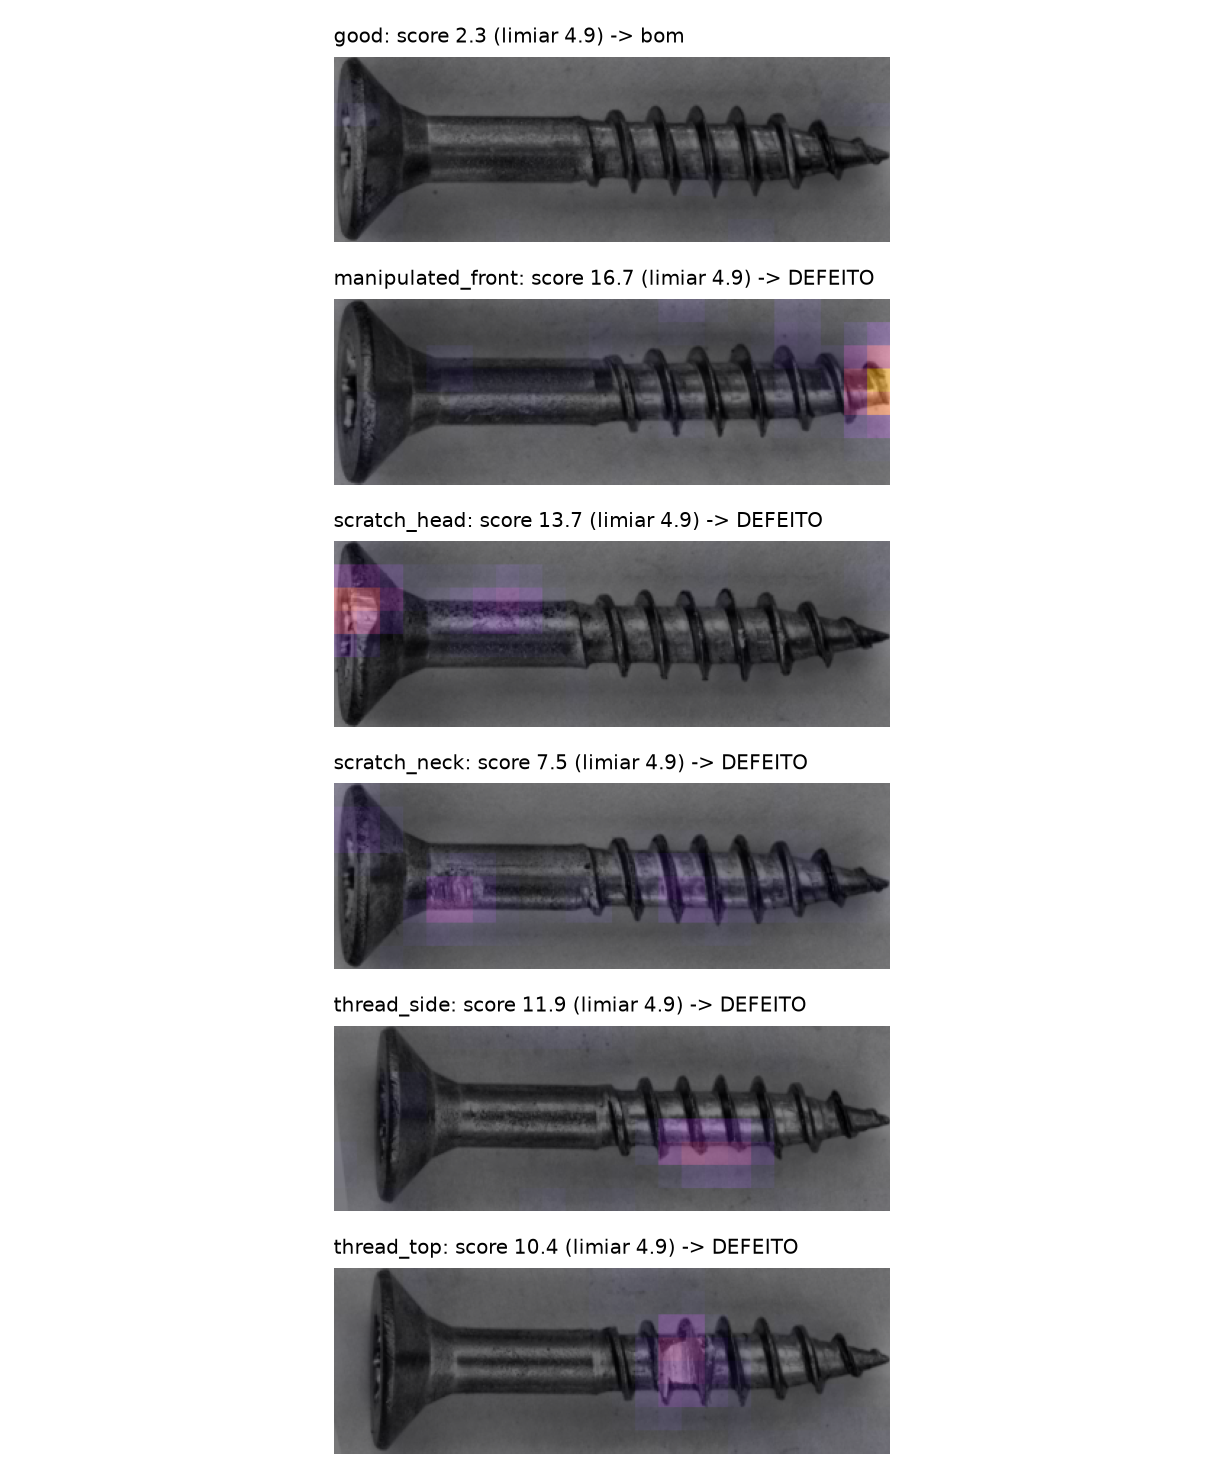 good: score 2.3 (limiar 4.9) -> bom
manipulated_front: score 16.7 (limiar 4.9) -> DEFEITO
scratch_head: score 13.7 (limiar 4.9) -> DEFEITO
scratch_neck: score 7.5 (limiar 4.9) -> DEFEITO
thread_side: score 11.9 (limiar 4.9) -> DEFEITO
thread_top: score 10.4 (limiar 4.9) -> DEFEITO